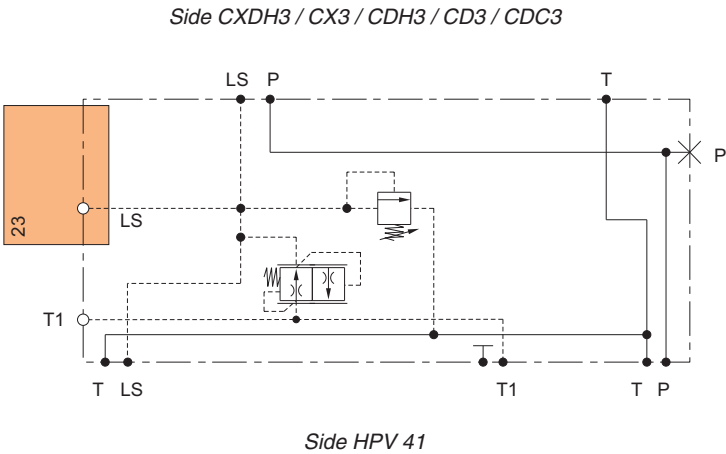 Side CXDH3 / CX3 / CDH3 / CD3 / CDC3
LS P T
P
23
LS
T1
T LS T1 T P
Side HPV 41